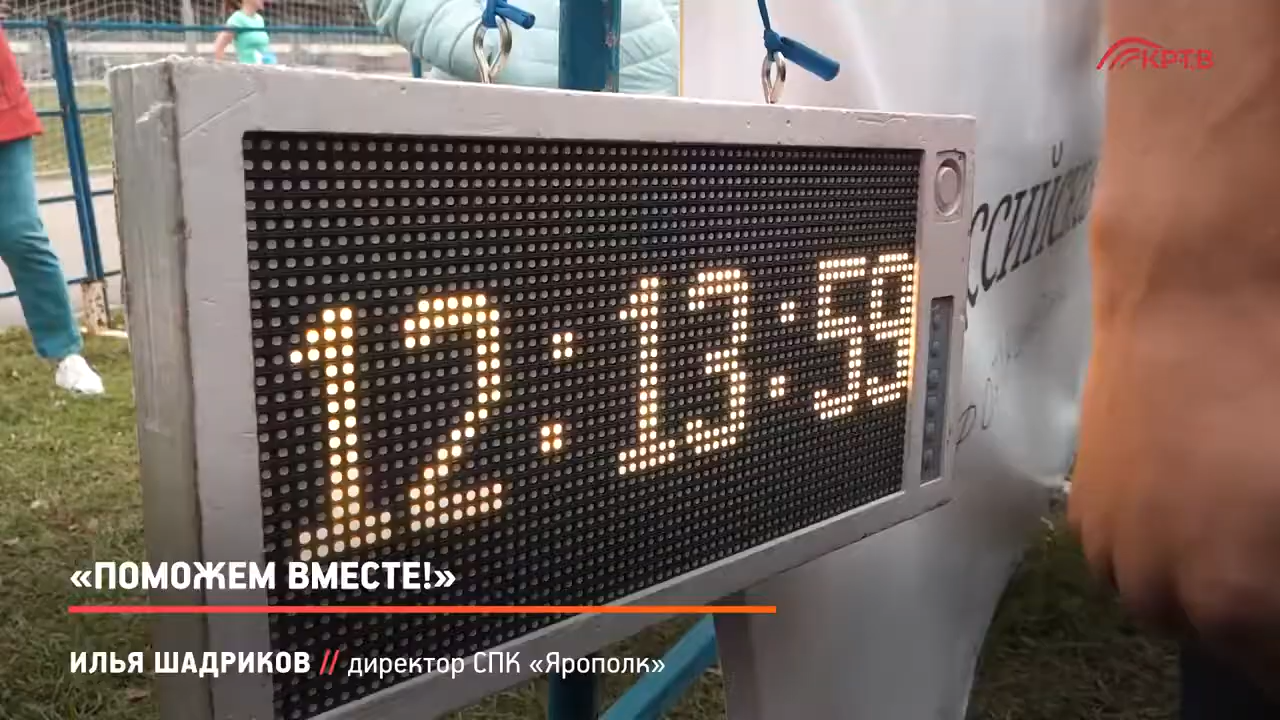 КРТВ
12:13:59
ССИЙСК
«ПОМОЖЕМ ВМЕСТЕ!»
ИЛЬЯ ШАДРИКОВ // директор СПК «Ярополк»